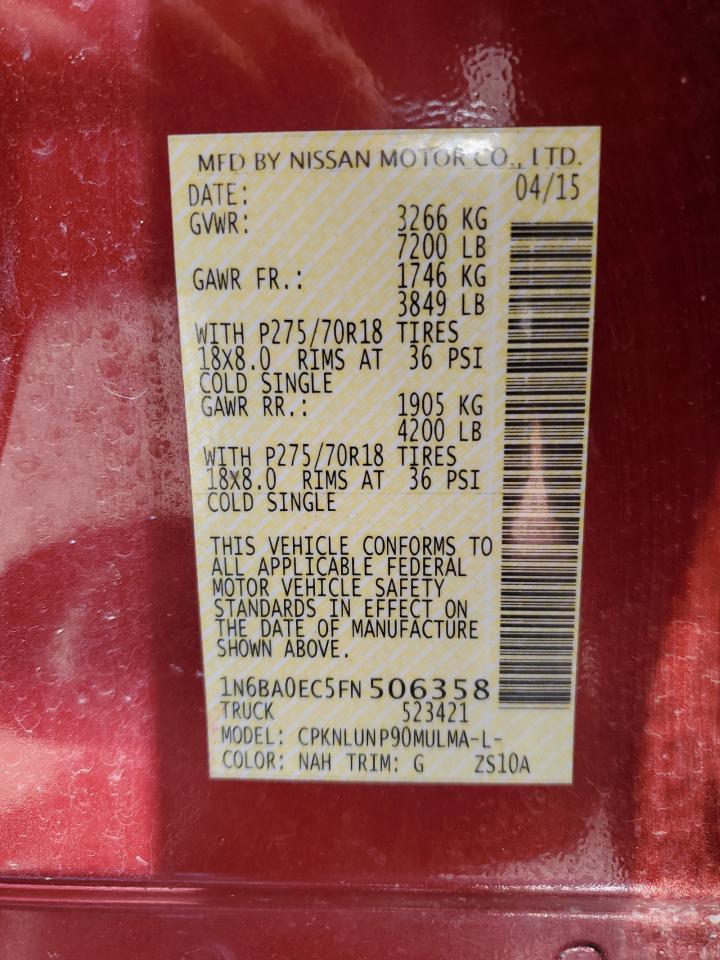 MFD BY NISSAN MOTOR CO., LTD.
DATE: 04/15
GVWR: 3266 KG
7200 LB
GAWR FR.: 1746 KG
3849 LB
WITH P275/70R18 TIRES
18X8.0 RIMS AT 36 PSI
COLD SINGLE
GAWR RR.: 1905 KG
4200 LB
WITH P275/70R18 TIRES
18X8.0 RIMS AT 36 PSI
COLD SINGLE
THIS VEHICLE CONFORMS TO
ALL APPLICABLE FEDERAL
MOTOR VEHICLE SAFETY
STANDARDS IN EFFECT ON
THE DATE OF MANUFACTURE
SHOWN ABOVE.
1N6BA0EC5FN506358
TRUCK 523421
MODEL: CPKNLUNP90MULMA-L-
COLOR: NAH TRIM: G ZS10A